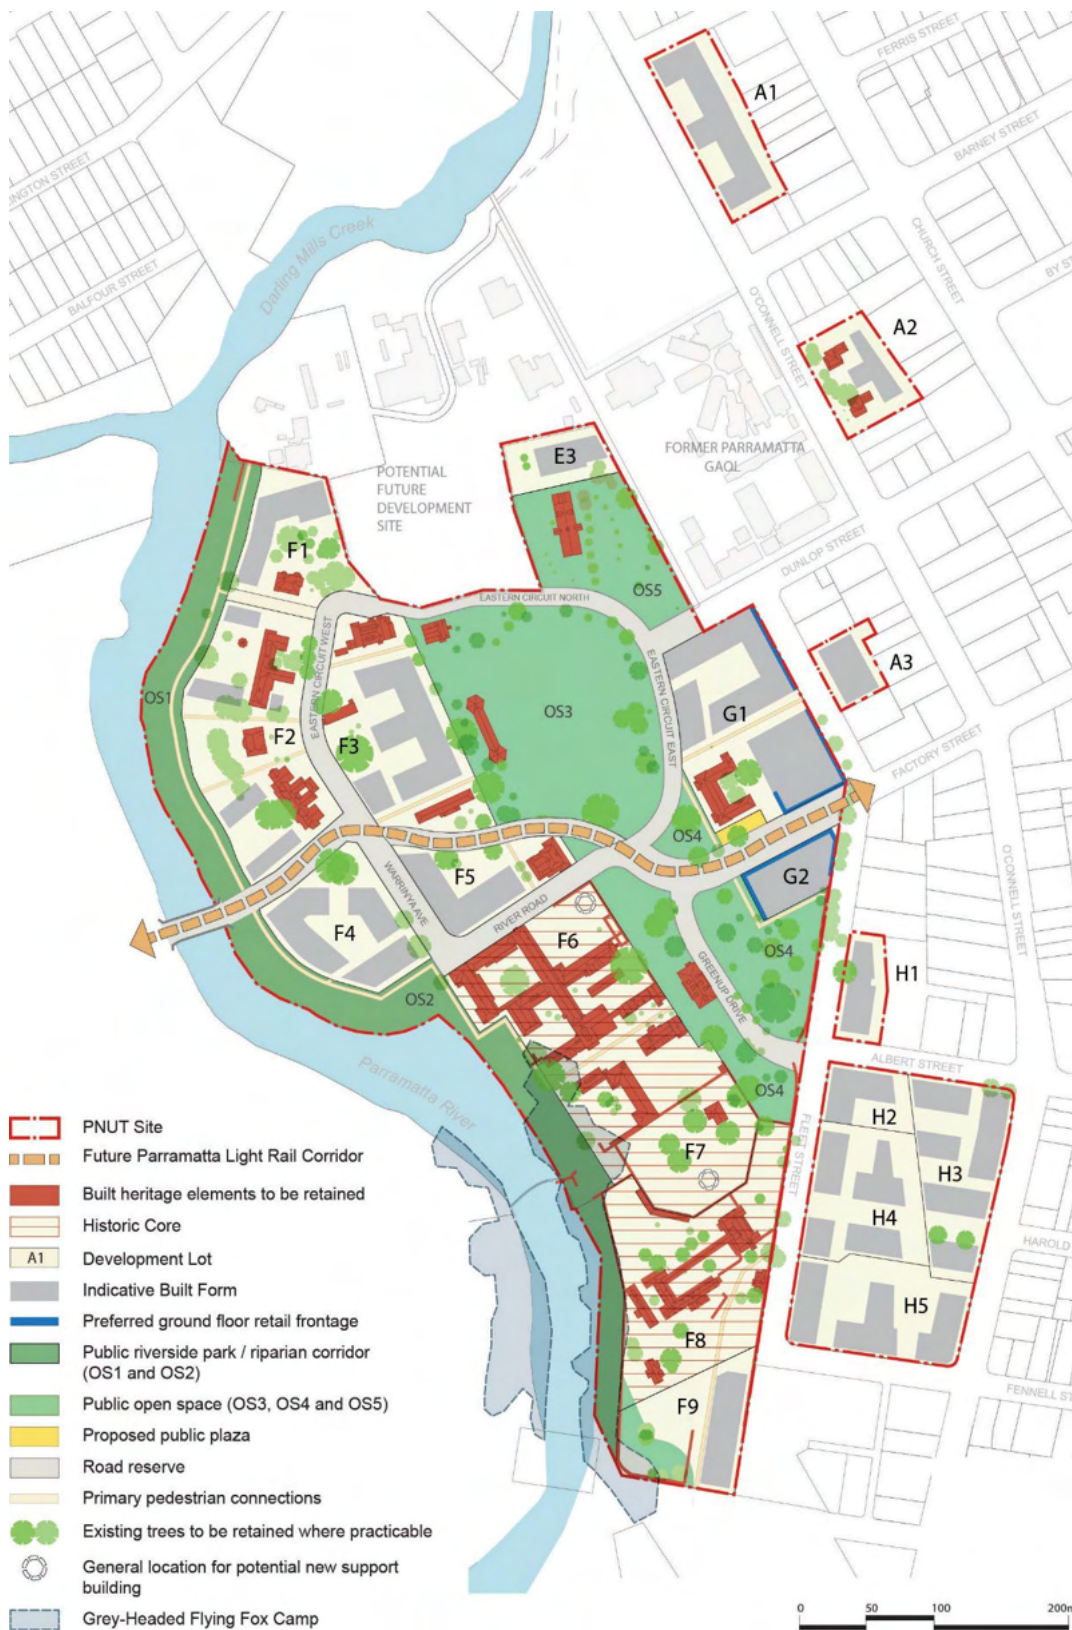 FERRIS STREET
A1
BARNEY STREET
INGTON STREET
CHURCH STREET
Darling Mills Creek
BALFOUR STREET
BY ST
O'CONNELL STREET
A2
FORMER PARRAMATTA
GAOL
E3
POTENTIAL
FUTURE
DEVELOPMENT
SITE
DUNLOP STREET
F1
OS5
EASTERN CIRCUIT NORTH
EASTERN CIRCUIT WEST
EASTERN CIRCUIT EAST
A3
OS1
OS3
G1
F2
F3
FACTORY STREET
OS4
F5
G2
WARRINYA AVE
RIVER ROAD
O'CONNELL STREET
F4
F6
OS4
GREENUP DRIVE
H1
OS2
ALBERT STREET
Parramatta River
OS4
H2
F7
FLEET STREET
H3
H4
HAROLD
H5
F8
FENNELL ST
F9
PNUT Site
Future Parramatta Light Rail Corridor
Built heritage elements to be retained
Historic Core
A1 Development Lot
Indicative Built Form
Preferred ground floor retail frontage
Public riverside park / riparian corridor
(OS1 and OS2)
Public open space (OS3, OS4 and OS5)
Proposed public plaza
Road reserve
Primary pedestrian connections
Existing trees to be retained where practicable
General location for potential new support
building
Grey-Headed Flying Fox Camp
0 50 100 200m